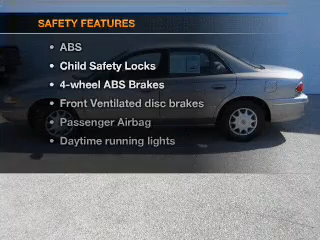 SAFETY FEATURES
• ABS
• Child Safety Locks
• 4-wheel ABS Brakes
• Front Ventilated disc brakes
• Passenger Airbag
• Daytime running lights